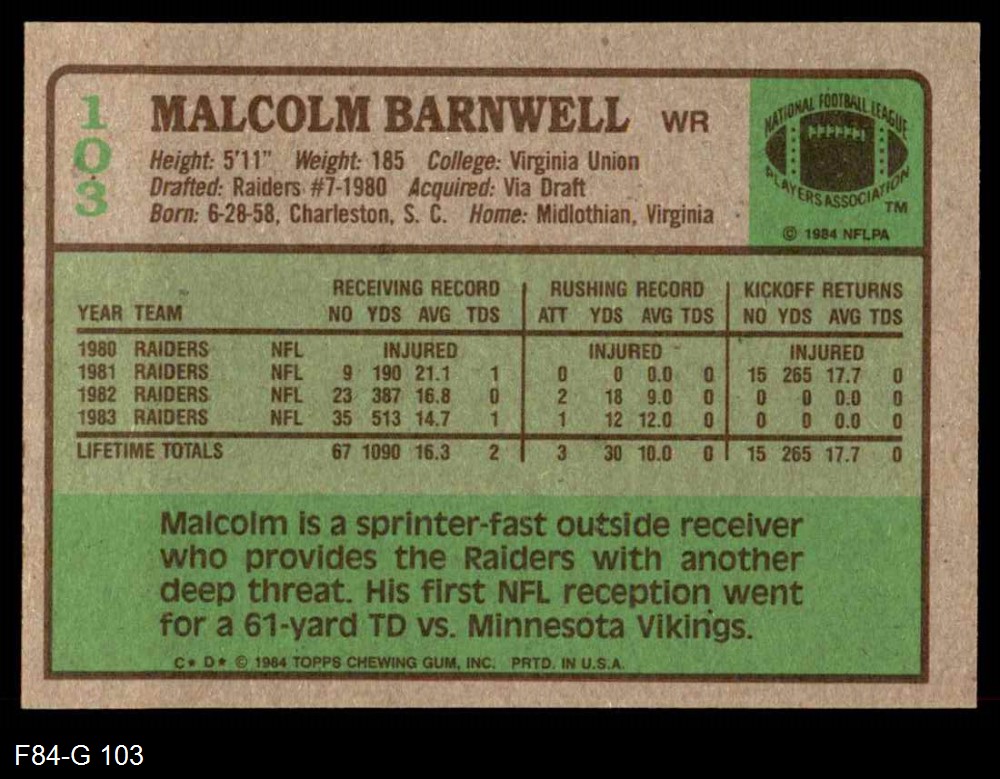 103
MALCOLM BARNWELL WR
Height: 5'11" Weight: 185 College: Virginia Union
Drafted: Raiders #7-1980 Acquired: Via Draft
Born: 6-28-58, Charleston, S. C. Home: Midlothian, Virginia
NATIONAL FOOTBALL LEAGUE
PLAYERS ASSOCIATION
TM
© 1984 NFLPA
RECEIVING RECORD RUSHING RECORD KICKOFF RETURNS
YEAR TEAM NO YDS AVG TDS ATT YDS AVG TDS NO YDS AVG TDS
1980 RAIDERS NFL INJURED INJURED INJURED
1981 RAIDERS NFL 9 190 21.1 1 0 0 0.0 0 15 265 17.7 0
1982 RAIDERS NFL 23 387 16.8 0 2 18 9.0 0 0 0 0.0 0
1983 RAIDERS NFL 35 513 14.7 1 1 12 12.0 0 0 0 0.0 0
LIFETIME TOTALS 67 1090 16.3 2 3 30 10.0 0 15 265 17.7 0
Malcolm is a sprinter-fast outside receiver
who provides the Raiders with another
deep threat. His first NFL reception went
for a 61-yard TD vs. Minnesota Vikings.
C* D* © 1984 TOPPS CHEWING GUM, INC. PRTD. IN U.S.A.
F84-G 103